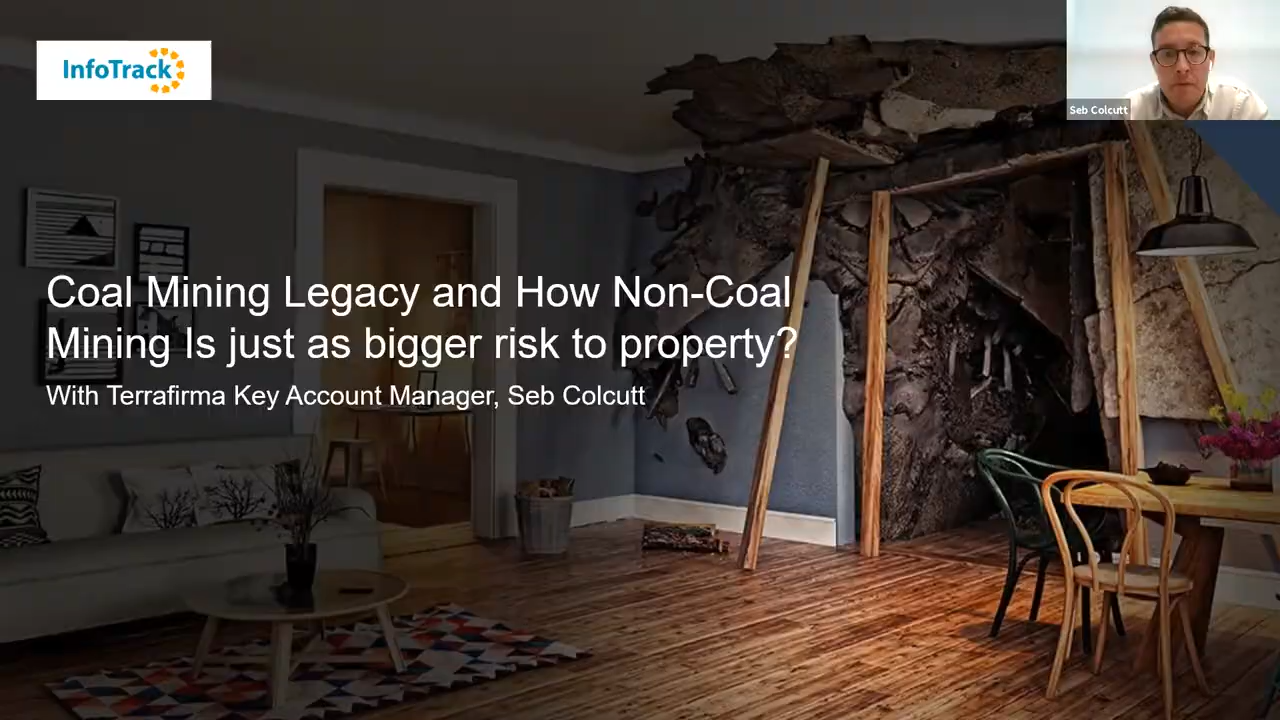 InfoTrack
Seb Colcutt
Coal Mining Legacy and How Non-Coal
Mining Is just as bigger risk to property?
With Terrafirma Key Account Manager, Seb Colcutt